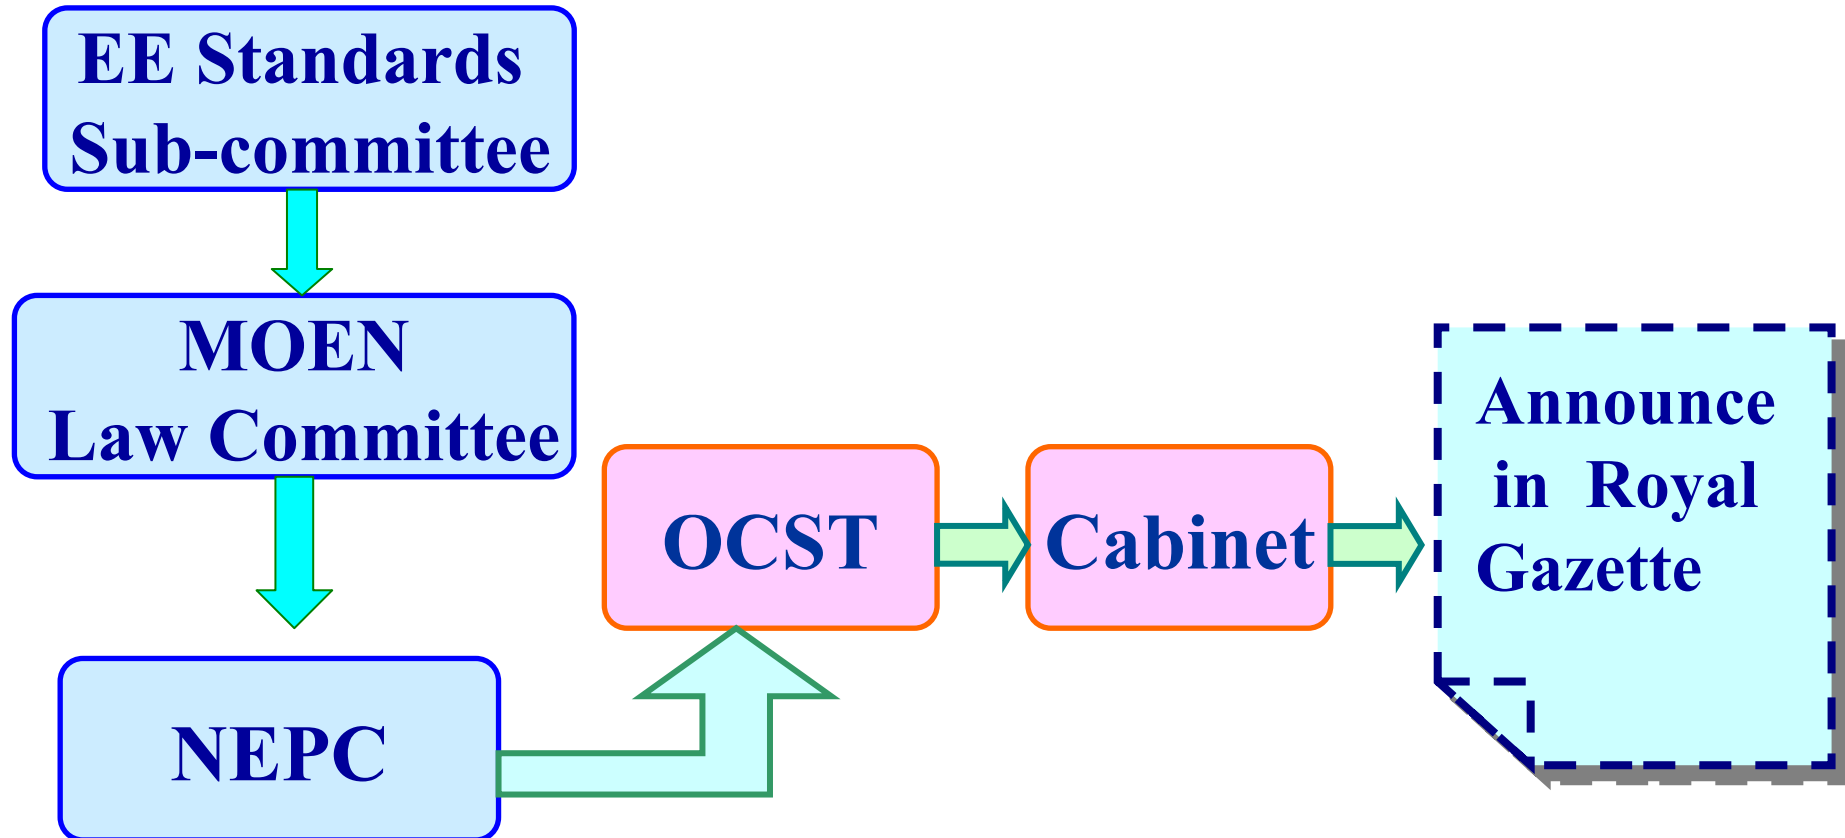 EE Standards
Sub-committee
MOEN
Law Committee
NEPC
OCST
Cabinet
Announce
in Royal
Gazette